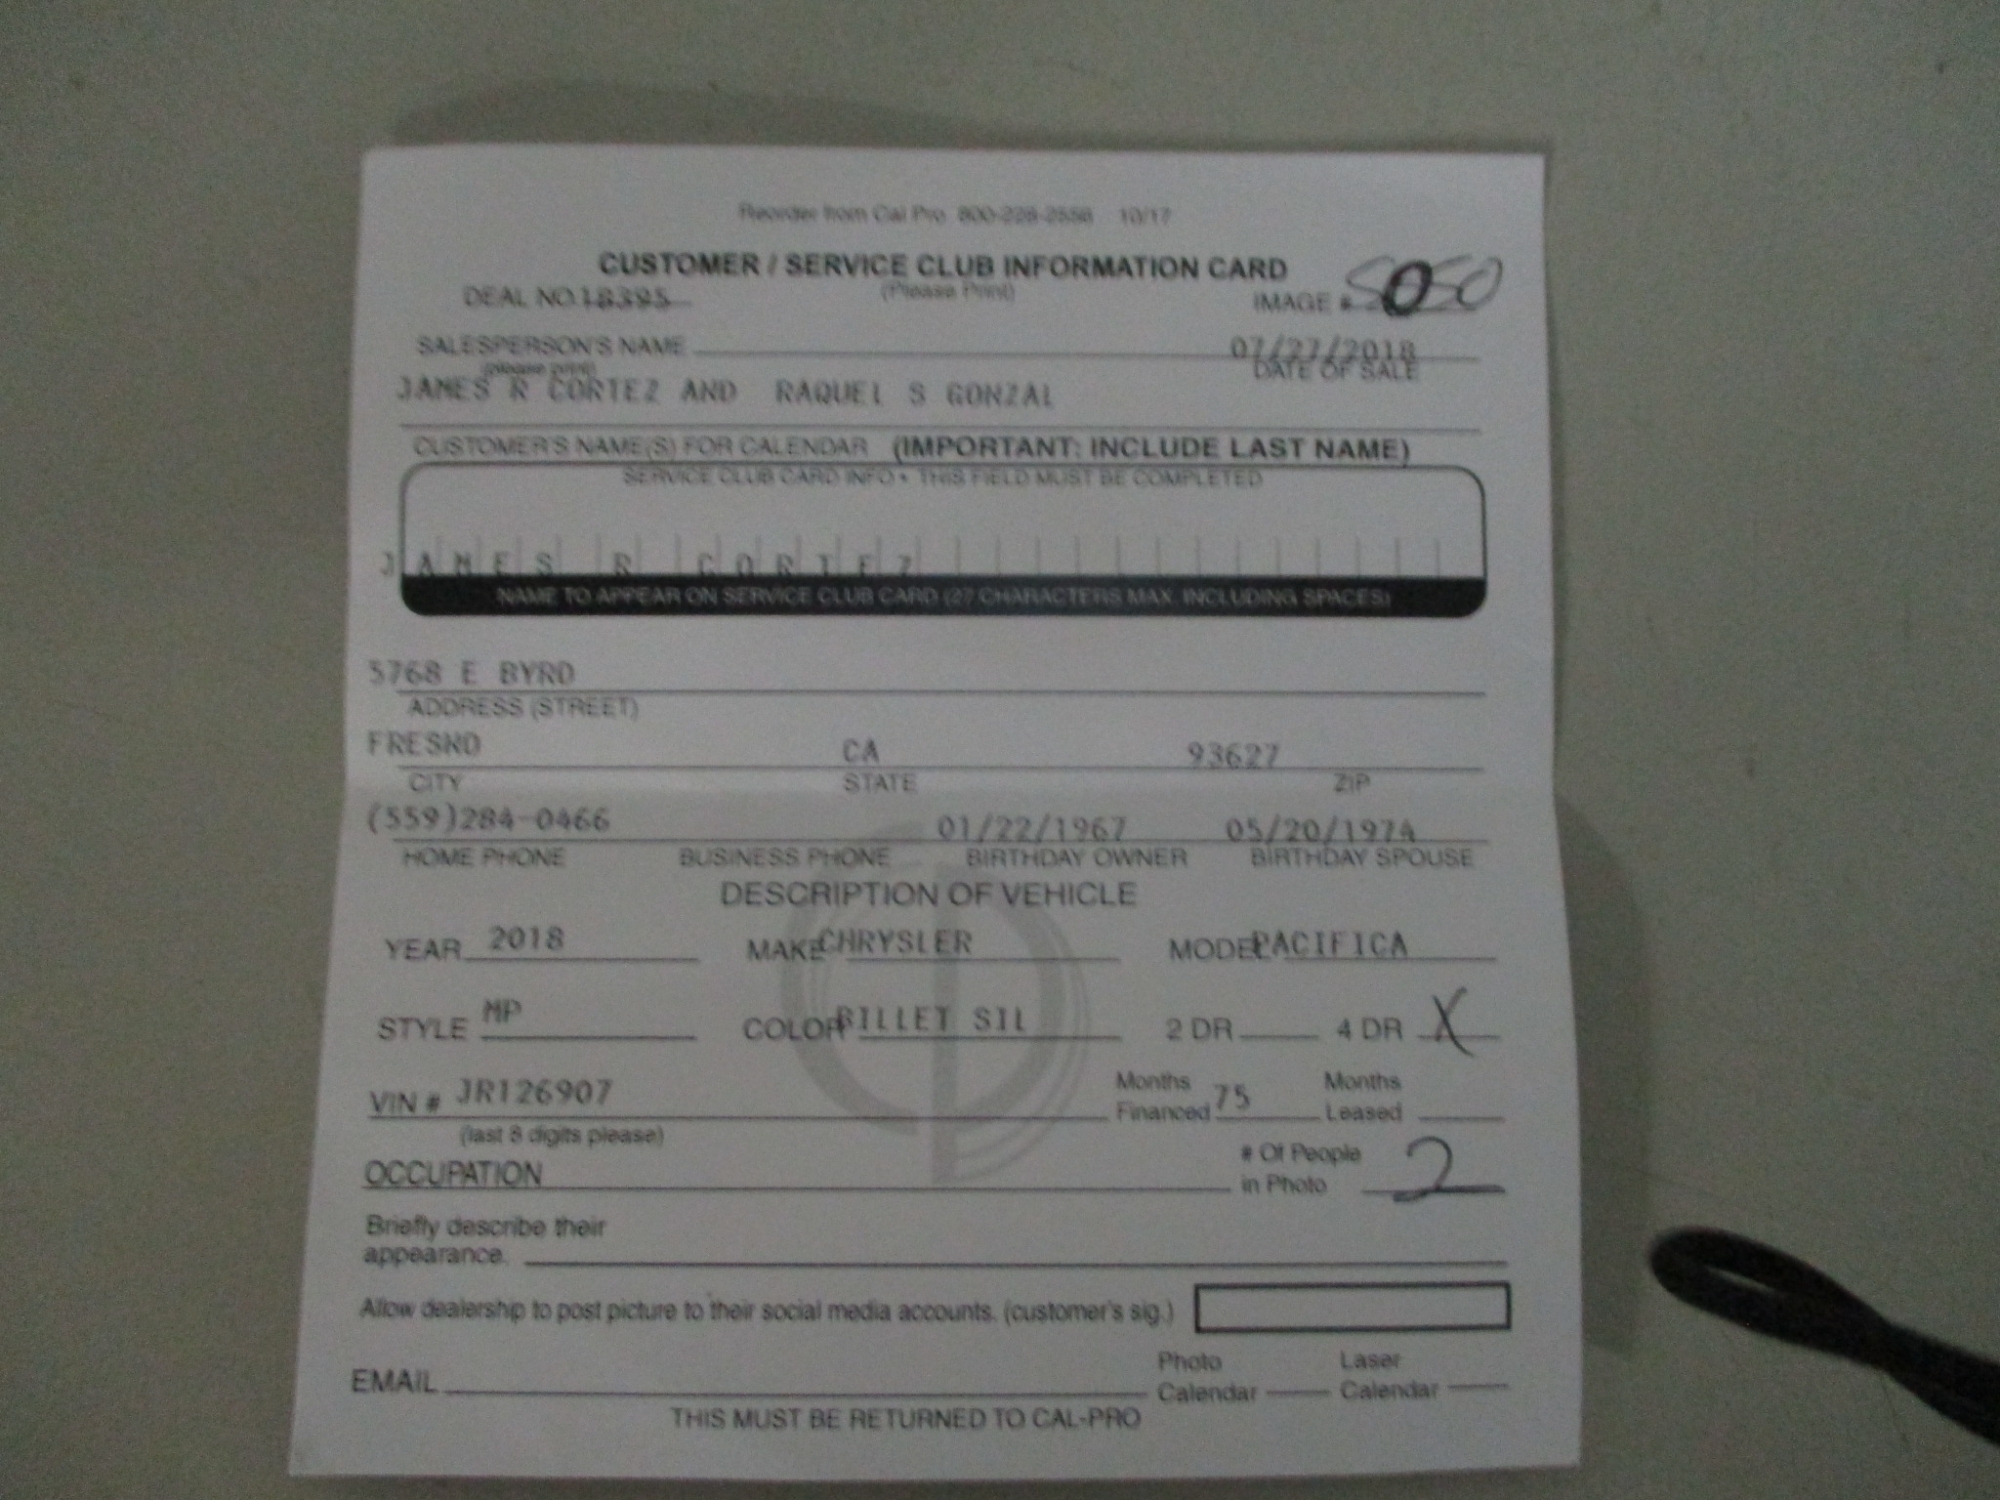 Reorder from Cal Pro 800-226-2556 10/17
CUSTOMER / SERVICE CLUB INFORMATION CARD
DEAL NO. 18395 (Please Print) IMAGE # 5050
SALESPERSON'S NAME 07/27/2018
(please print) DATE OF SALE
JAMES R CORTEZ AND RAQUEL S GONZAL
CUSTOMER'S NAME(S) FOR CALENDAR (IMPORTANT: INCLUDE LAST NAME)
SERVICE CLUB CARD INFO • THIS FIELD MUST BE COMPLETED
JAMES R CORTEZ
NAME TO APPEAR ON SERVICE CLUB CARD (27 CHARACTERS MAX. INCLUDING SPACES)
5768 E BYRD
ADDRESS (STREET)
FRESNO CA 93627
CITY STATE ZIP
(559)284-0466 01/22/1967 05/20/1974
HOME PHONE BUSINESS PHONE BIRTHDAY OWNER BIRTHDAY SPOUSE
DESCRIPTION OF VEHICLE
YEAR 2018 MAKE CHRYSLER MODEL PACIFICA
STYLE MP COLOR BILLET SIL 2 DR 4 DR X
VIN # JR126907 Months Financed 75 Months Leased
(last 8 digits please)
OCCUPATION # Of People in Photo 2
Briefly describe their
appearance.
Allow dealership to post picture to their social media accounts. (customer's sig.)
EMAIL Photo Calendar Laser Calendar
THIS MUST BE RETURNED TO CAL-PRO